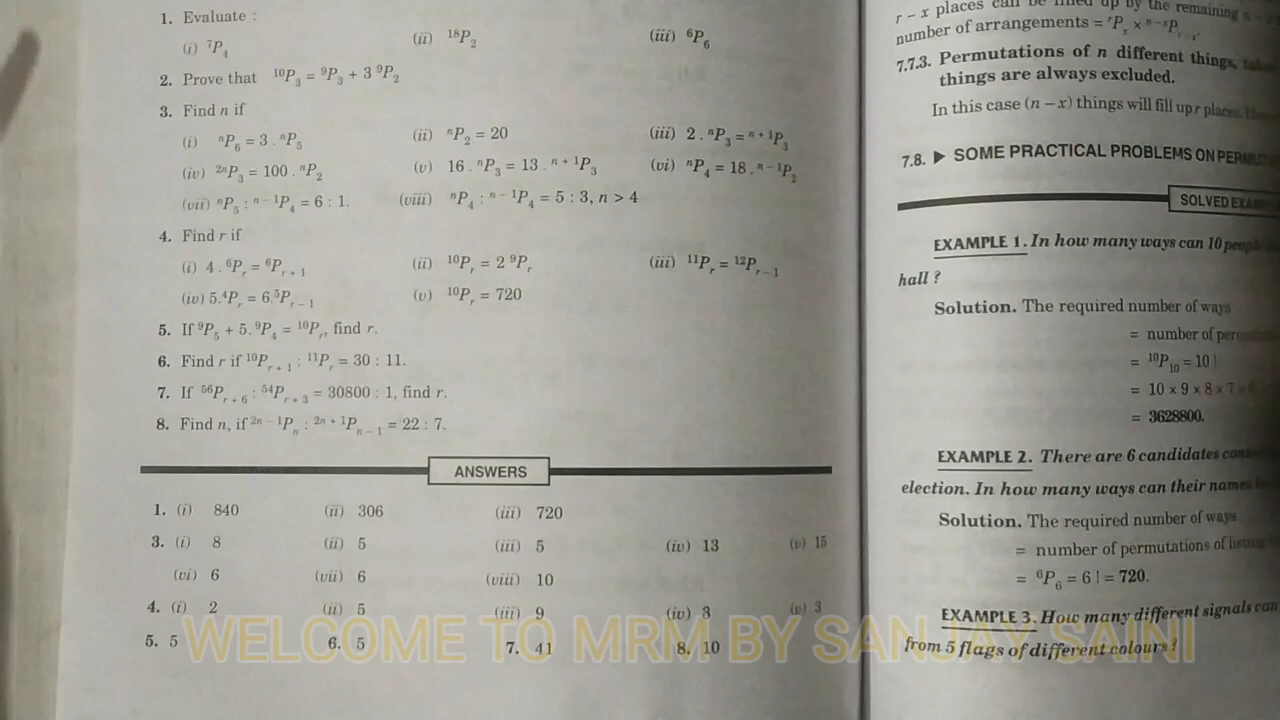 1. Evaluate :
(i) ⁷P₄ (ii) ¹⁸P₂ (iii) ⁶P₆
2. Prove that ¹⁰P₃ = ⁹P₃ + 3 ⁹P₂
3. Find n if
(i) ⁿP₆ = 3 . ⁿP₅ (ii) ⁿP₂ = 20 (iii) 2 . ⁿP₃ = ⁿ⁺¹P₃
(iv) ²ⁿP₃ = 100 . ⁿP₂ (v) 16 . ⁿP₃ = 13 . ⁿ⁺¹P₃ (vi) ⁿP₄ = 18 . ⁿ⁻¹P₂
(vii) ⁿP₅ : ⁿ⁻¹P₄ = 6 : 1. (viii) ⁿP₄ : ⁿ⁻¹P₄ = 5 : 3, n > 4
4. Find r if
(i) 4 . ⁶Pᵣ = ⁶Pᵣ₊₁ (ii) ¹⁰Pᵣ = 2 ⁹Pᵣ (iii) ¹¹Pᵣ = ¹²Pᵣ₋₁
(iv) 5.⁴Pᵣ = 6.⁵Pᵣ₋₁ (v) ¹⁰Pᵣ = 720
5. If ⁹P₅ + 5. ⁹P₄ = ¹⁰Pᵣ, find r.
6. Find r if ¹⁰Pᵣ₊₁ : ¹¹Pᵣ = 30 : 11.
7. If ⁵⁶Pᵣ₊₆ : ⁵⁴Pᵣ₊₃ = 30800 : 1, find r.
8. Find n, if ²ⁿ⁻¹Pₙ : ²ⁿ⁺¹Pₙ₋₁ = 22 : 7.
ANSWERS
1. (i) 840 (ii) 306 (iii) 720
3. (i) 8 (ii) 5 (iii) 5 (iv) 13 (v) 15
(vi) 6 (vii) 6 (viii) 10
4. (i) 2 (ii) 5 (iii) 9 (iv) 3 (v) 3
5. 5 6. 5 7. 41 8. 10
WELCOME TO MRM BY SANJAY SAINI
r – x places can be filled up by the remaining
number of arrangements = ʳPₓ × ⁿ⁻ˣPᵣ₋ₓ.
7.7.3. Permutations of n different things,
things are always excluded.
In this case (n – x) things will fill up r places.
7.8. ▶ SOME PRACTICAL PROBLEMS ON
SOLVED
EXAMPLE 1. In how many ways can 10
hall ?
Solution. The required number of ways
= number of
= ¹⁰P₁₀ = 10 !
= 10 × 9 × 8 × 7 ×
= 3628800.
EXAMPLE 2. There are 6 candidates
election. In how many ways can their names
Solution. The required number of ways
= number of permutations of listing
= ⁶P₆ = 6 ! = 720.
EXAMPLE 3. How many different signals can
from 5 flags of different colours ?